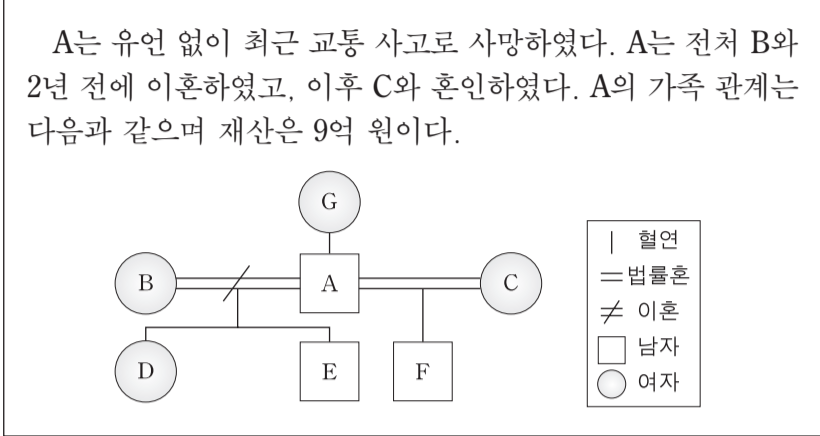 A는 유언 없이 최근 교통 사고로 사망하였다. A는 전처 B와
2년 전에 이혼하였고, 이후 C와 혼인하였다. A의 가족 관계는
다음과 같으며 재산은 9억 원이다.
G
B
A
C
D
E
F
혈연
법률혼
이혼
남자
여자